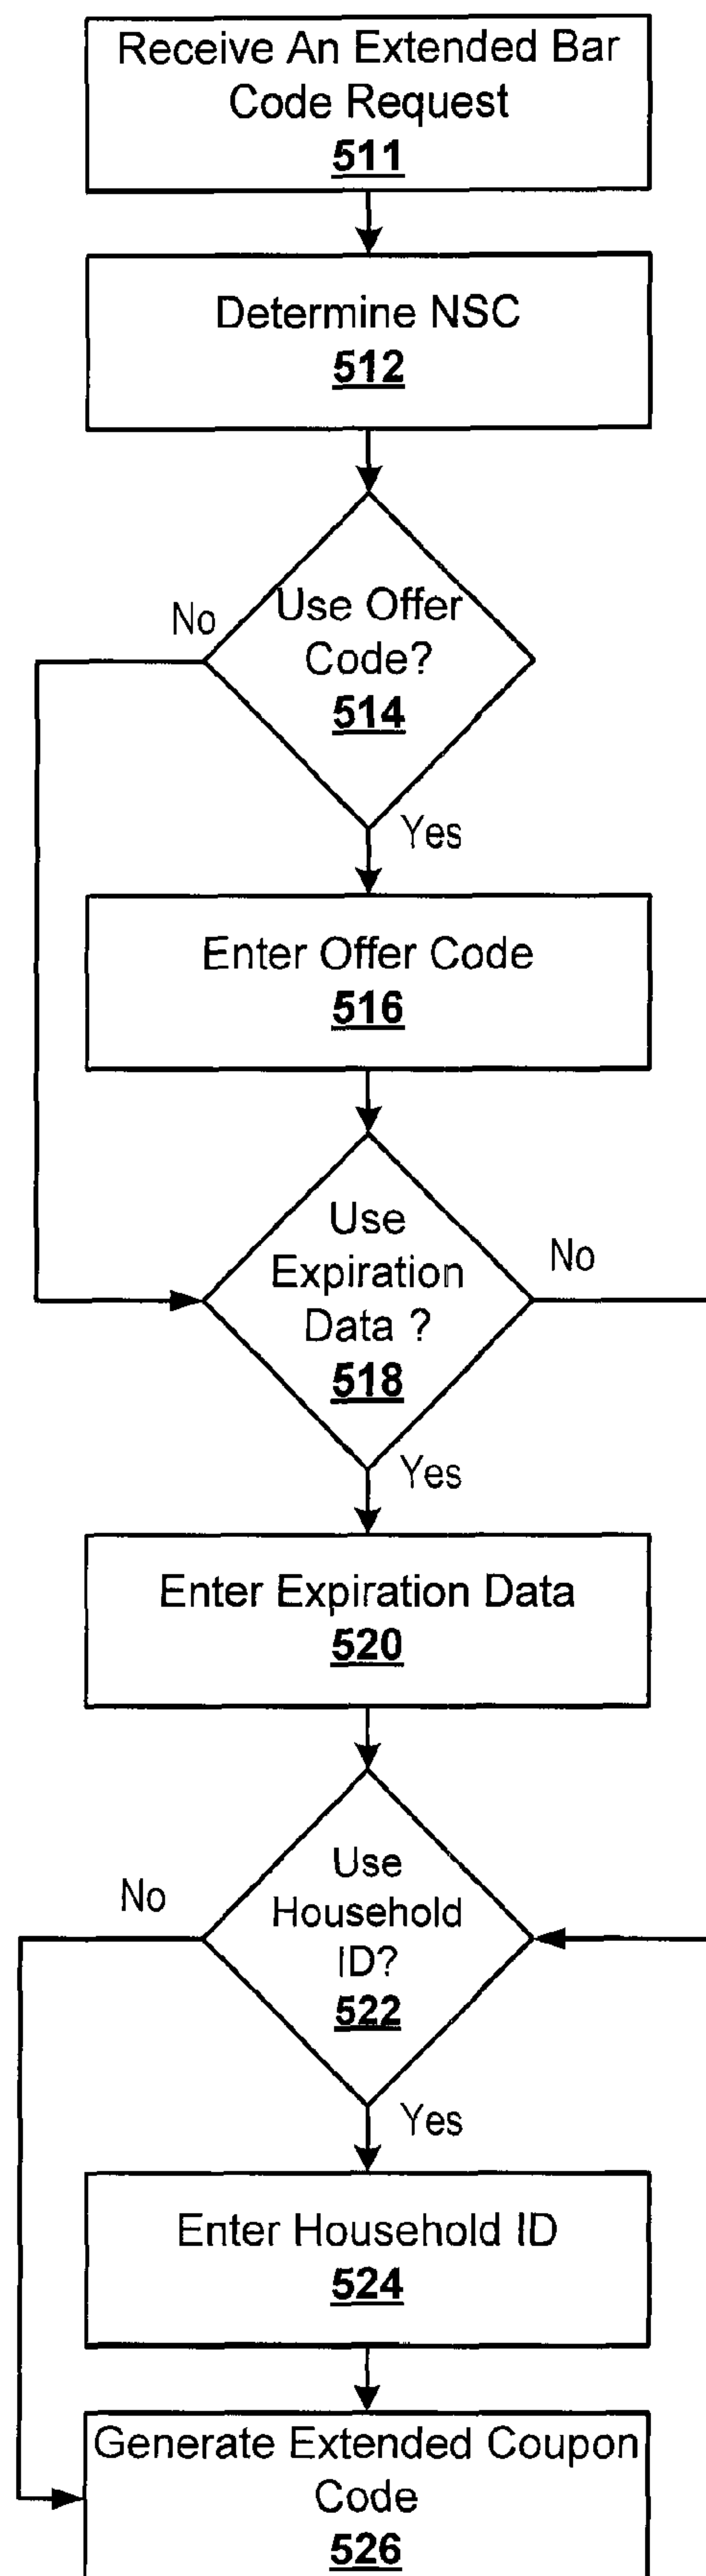 Receive An Extended Bar
Code Request
511
Determine NSC
512
No
Use Offer
Code?
514
Yes
Enter Offer Code
516
Use
Expiration
Data ?
518
No
Yes
Enter Expiration Data
520
No
Use
Household
ID?
522
Yes
Enter Household ID
524
Generate Extended Coupon
Code
526